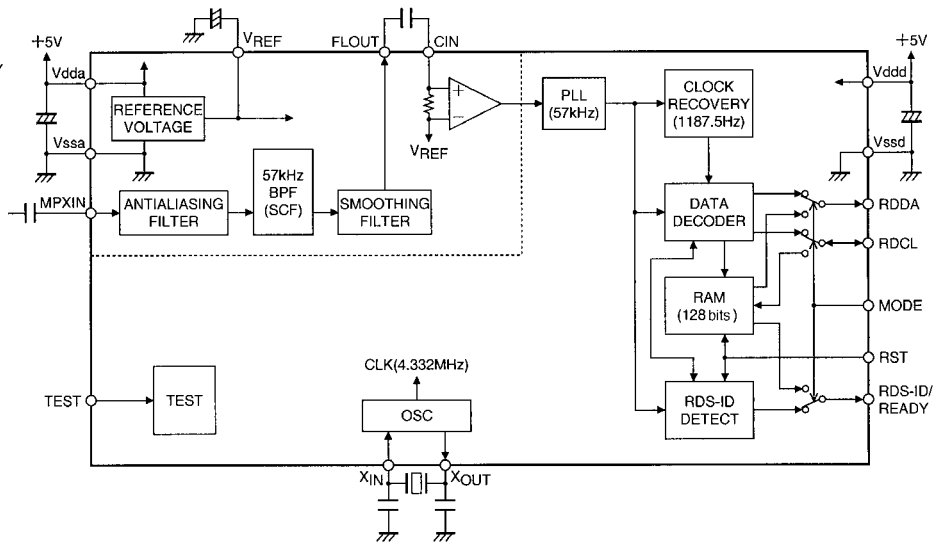 +5V
VREF
FLOUT
CIN
+5V
Vdda
REFERENCE
VOLTAGE
Vssa
+
−
VREF
PLL
(57kHz)
CLOCK
RECOVERY
(1187.5Hz)
Vddd
Vssd
MPXIN
ANTIALIASING
FILTER
57kHz
BPF
(SCF)
SMOOTHING
FILTER
DATA
DECODER
RDDA
RDCL
RAM
(128 bits)
MODE
RST
CLK(4.332MHz)
TEST
TEST
OSC
RDS-ID
DETECT
RDS-ID/
READY
XIN
XOUT